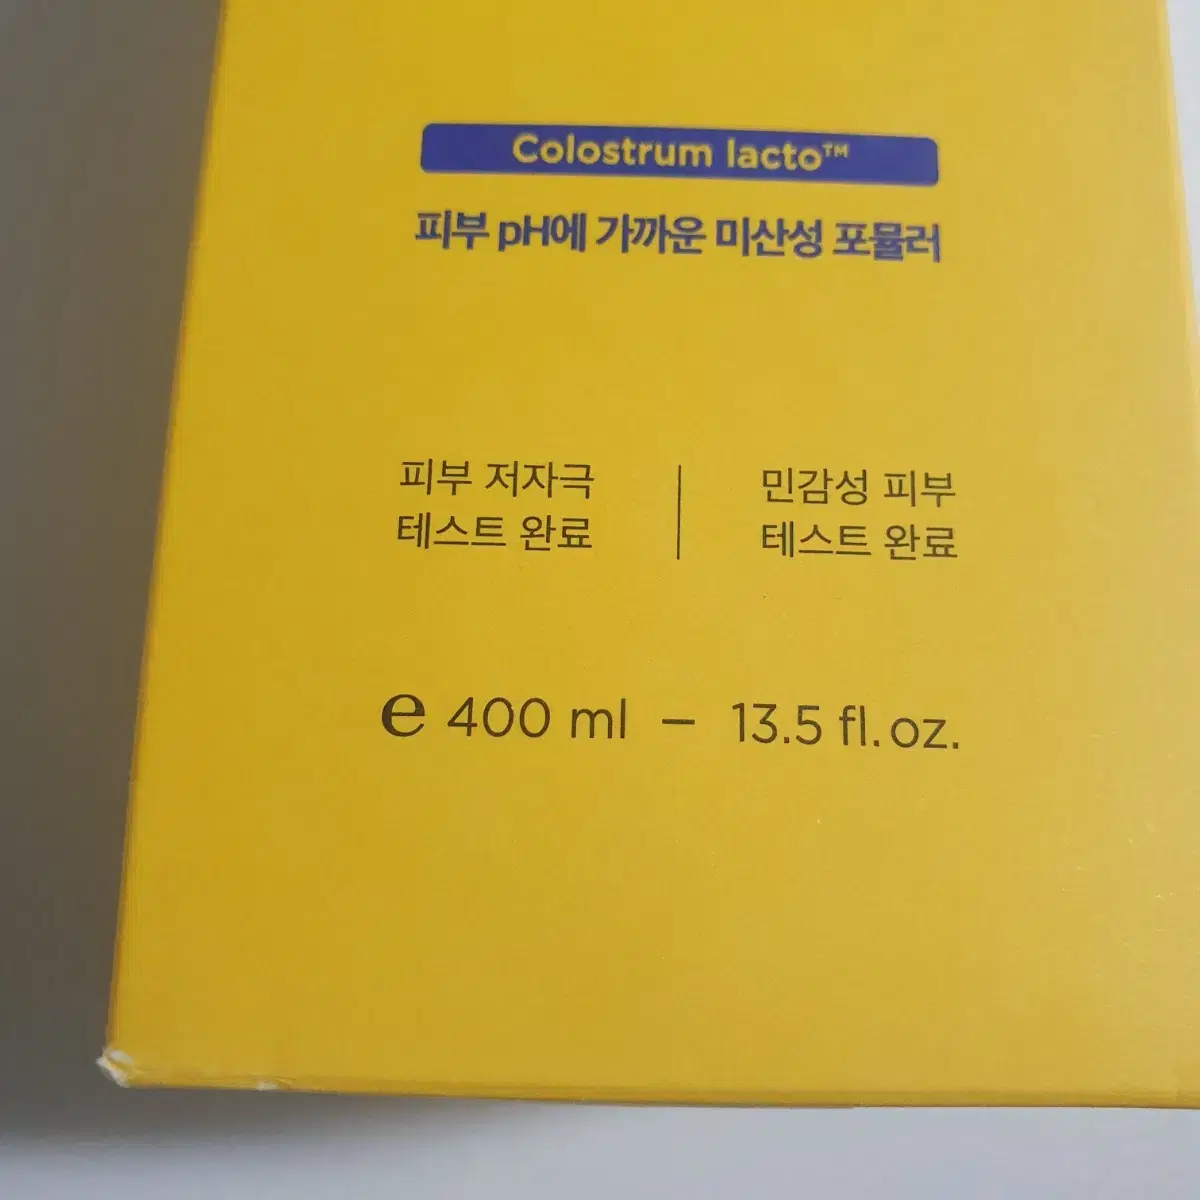 Colostrum lacto™
피부 pH에 가까운 미산성 포뮬러
피부 저자극
테스트 완료
민감성 피부
테스트 완료
℮ 400 ml – 13.5 fl.oz.